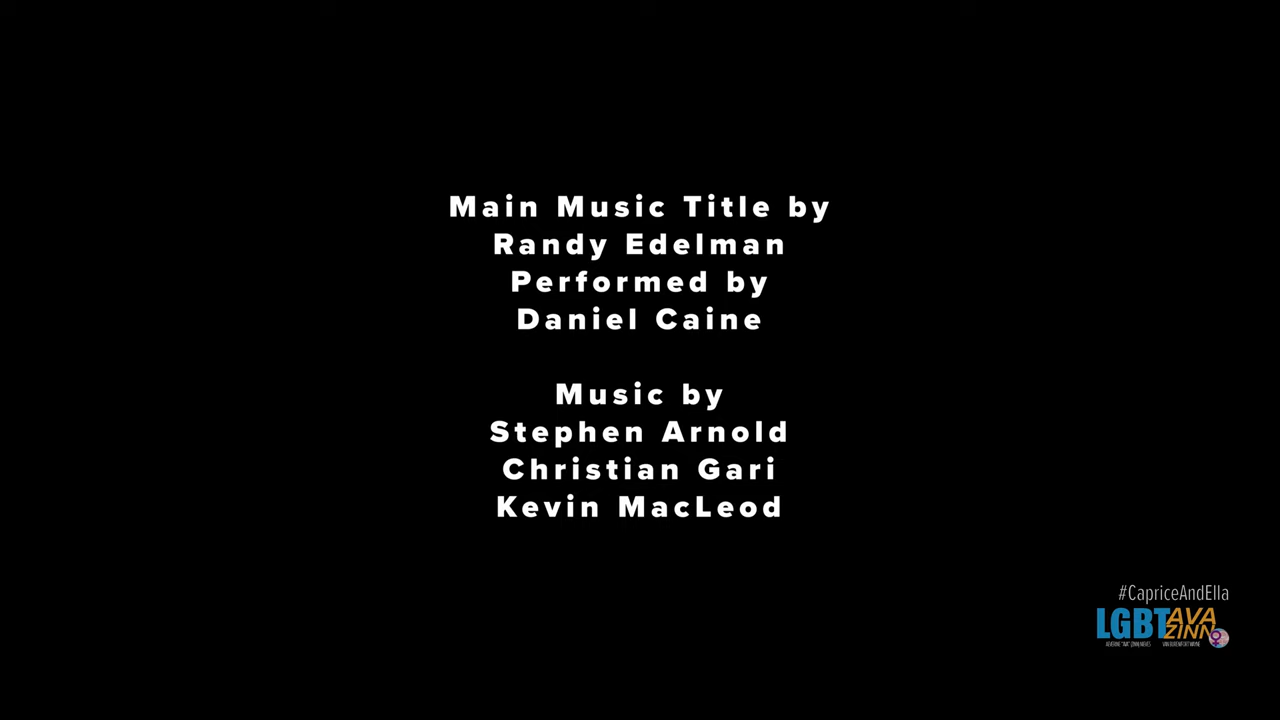 Main Music Title by
Randy Edelman
Performed by
Daniel Caine
Music by
Stephen Arnold
Christian Gari
Kevin MacLeod
#CapriceAndElla
LGBT AVA
ZINN